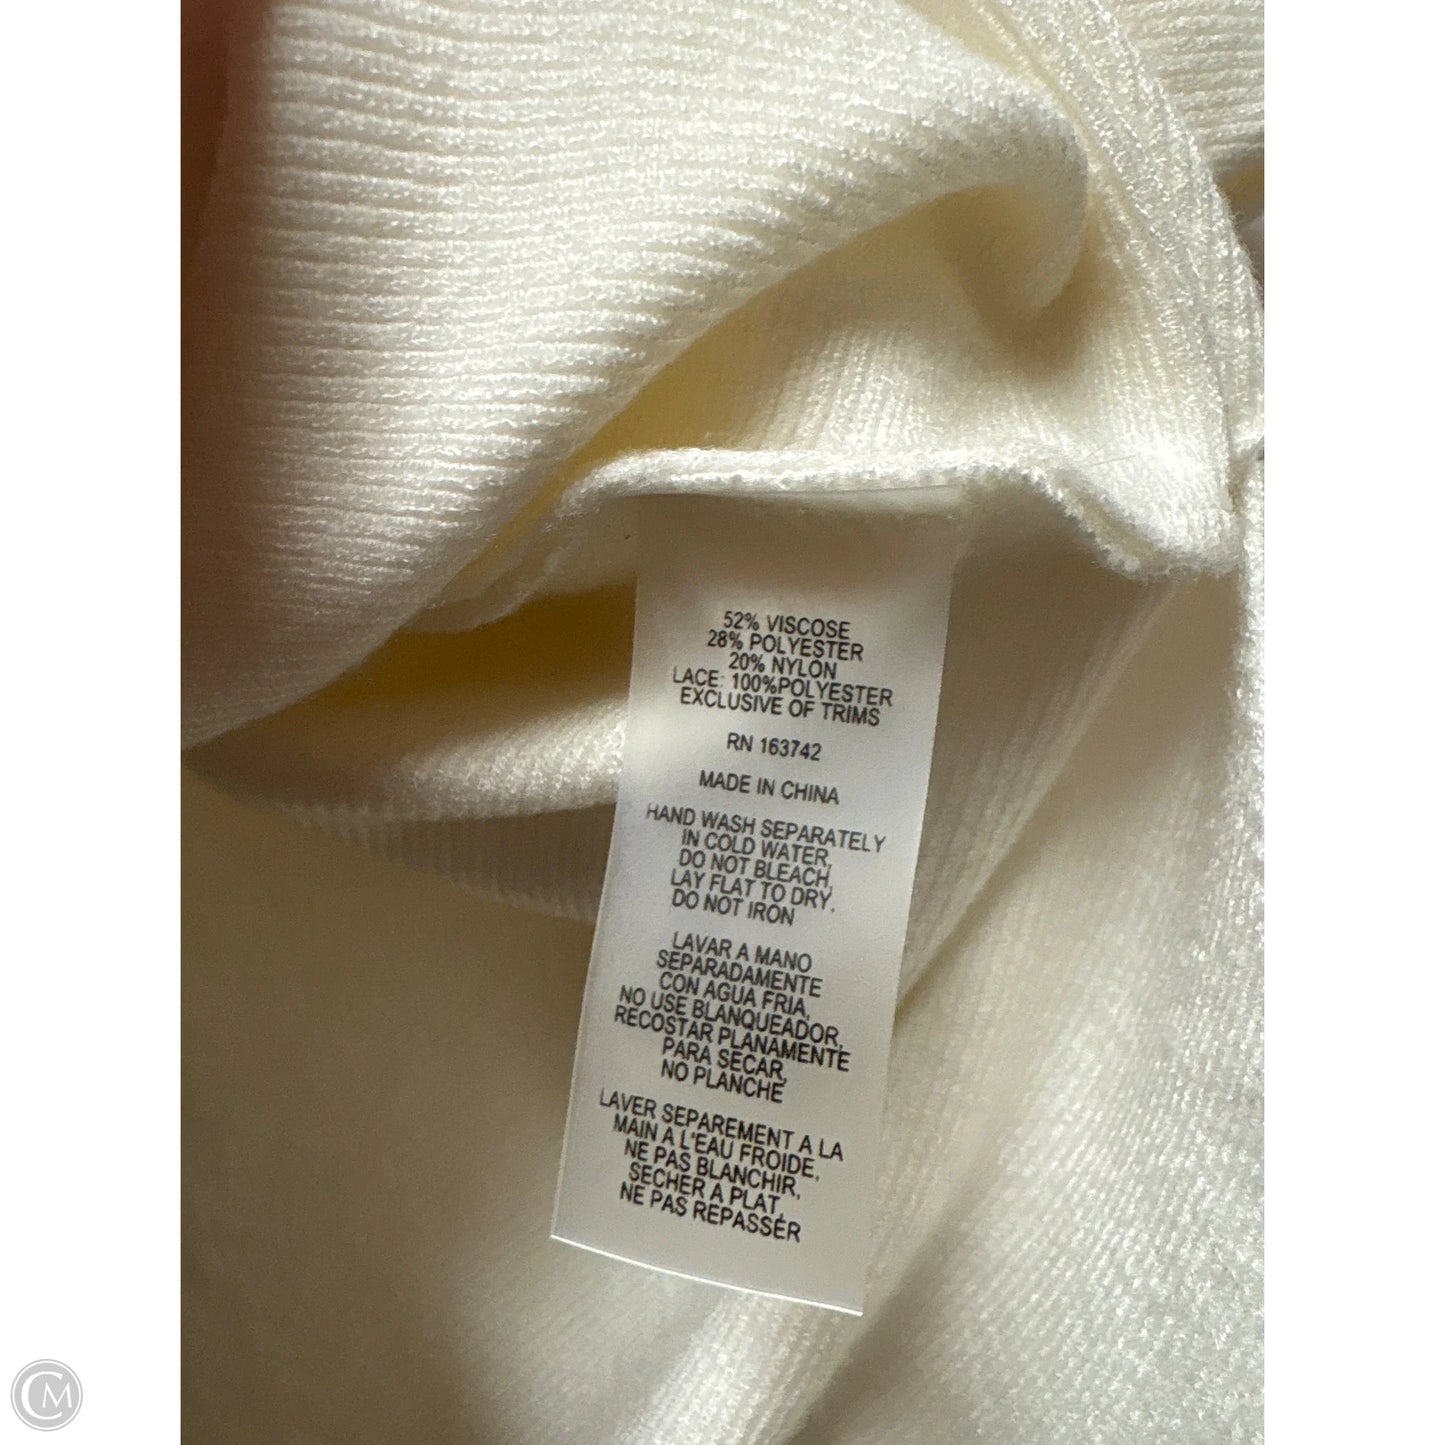 52% VISCOSE
28% POLYESTER
20% NYLON
LACE: 100%POLYESTER
EXCLUSIVE OF TRIMS
RN 163742
MADE IN CHINA
HAND WASH SEPARATELY
IN COLD WATER,
DO NOT BLEACH,
LAY FLAT TO DRY,
DO NOT IRON
LAVAR A MANO
SEPARADAMENTE
CON AGUA FRIA,
NO USE BLANQUEADOR,
RECOSTAR PLANAMENTE
PARA SECAR,
NO PLANCHE
LAVER SEPAREMENT A LA
MAIN A L'EAU FROIDE,
NE PAS BLANCHIR,
SECHER A PLAT,
NE PAS REPASSER
CM